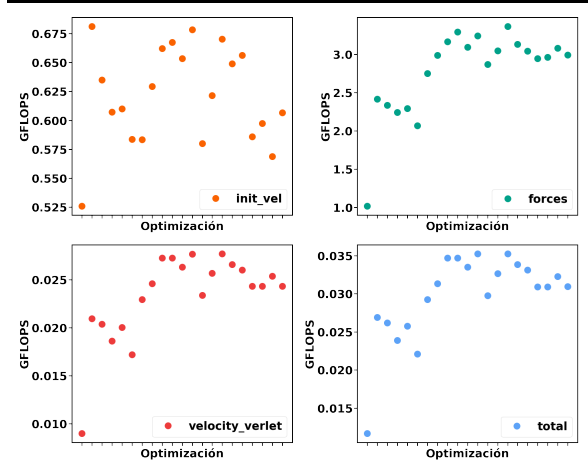 GFLOPS
0.675
0.650
0.625
0.600
0.575
0.550
0.525
init_vel
Optimización
GFLOPS
3.0
2.5
2.0
1.5
1.0
forces
Optimización
GFLOPS
0.025
0.020
0.015
0.010
velocity_verlet
Optimización
GFLOPS
0.035
0.030
0.025
0.020
0.015
total
Optimización